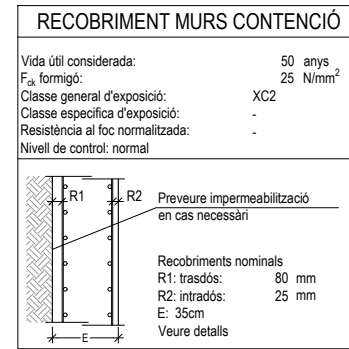 RECOBRIMENT MURS CONTENCIÓ
Vida útil considerada: 50 anys
Fck formigó: 25 N/mm²
Classe general d'exposició: XC2
Classe especifica d'exposició: -
Resistència al foc normalitzada: -
Nivell de control: normal
R1 R2 Preveure impermeabilització
en cas necessàri
Recobriments nominals
R1: trasdós: 80 mm
R2: intradós: 25 mm
E: 35cm
E Veure detalls